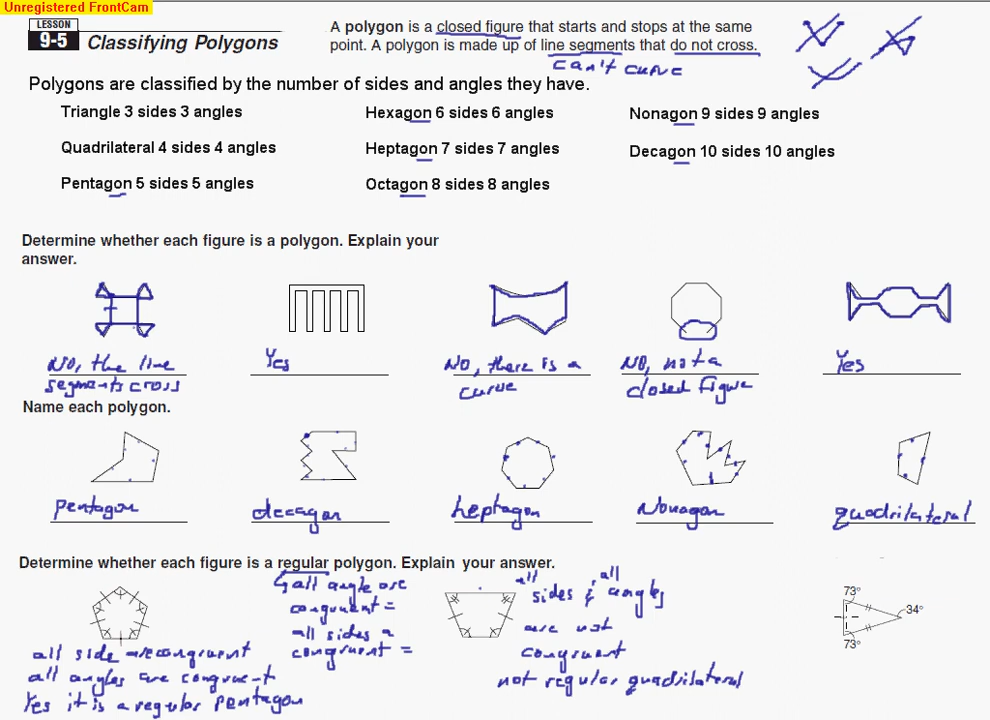 Unregistered FrontCam
LESSON
9-5 Classifying Polygons
A polygon is a closed figure that starts and stops at the same
point. A polygon is made up of line segments that do not cross.
can't curve
Polygons are classified by the number of sides and angles they have.
Triangle 3 sides 3 angles
Hexagon 6 sides 6 angles
Nonagon 9 sides 9 angles
Quadrilateral 4 sides 4 angles
Heptagon 7 sides 7 angles
Decagon 10 sides 10 angles
Pentagon 5 sides 5 angles
Octagon 8 sides 8 angles
Determine whether each figure is a polygon. Explain your
answer.
No, the line
segments cross
Yes
No, there is a
curve
No, not a
closed figure
Yes
Name each polygon.
pentagon
decagon
heptagon
Nonagon
quadrilateral
Determine whether each figure is a regular polygon. Explain your answer.
all side are congruent
all angles are congruent
Yes it is a regular pentagon
all angle are
congruent =
all sides a
congruent =
all all
sides & angles
are not
congruent
not regular quadrilateral
73°
34°
73°